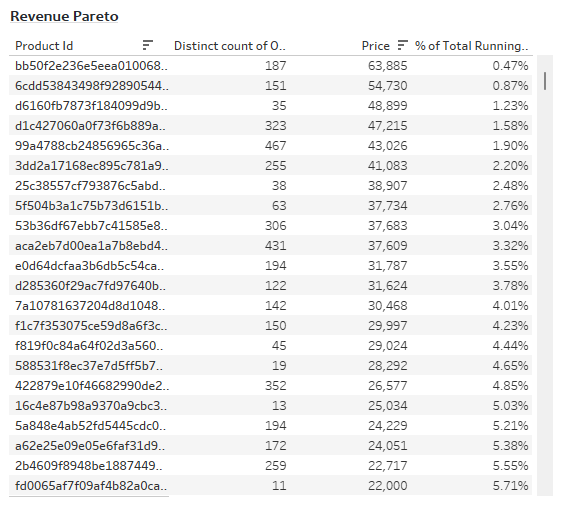 Revenue Pareto
Product Id Distinct count of O.. Price % of Total Running..
bb50f2e236e5eea010068.. 187 63,885 0.47%
6cdd53843498f92890544.. 151 54,730 0.87%
d6160fb7873f184099d9b.. 35 48,899 1.23%
d1c427060a0f73f6b889a.. 323 47,215 1.58%
99a4788cb24856965c36a.. 467 43,026 1.90%
3dd2a17168ec895c781a9.. 255 41,083 2.20%
25c38557cf793876c5abd.. 38 38,907 2.48%
5f504b3a1c75b73d6151b.. 63 37,734 2.76%
53b36df67ebb7c41585e8.. 306 37,683 3.04%
aca2eb7d00ea1a7b8ebd4.. 431 37,609 3.32%
e0d64dcfaa3b6db5c54ca.. 194 31,787 3.55%
d285360f29ac7fd97640b.. 122 31,624 3.78%
7a10781637204d8d1048.. 142 30,468 4.01%
f1c7f353075ce59d8a6f3c.. 150 29,997 4.23%
f819f0c84a64f02d3a560.. 45 29,024 4.44%
588531f8ec37e7d5ff5b7.. 19 28,292 4.65%
422879e10f46682990de2.. 352 26,577 4.85%
16c4e87b98a9370a9cbc3.. 13 25,034 5.03%
5a848e4ab52fd5445cdc0.. 194 24,229 5.21%
a62e25e09e05e6faf31d9.. 172 24,051 5.38%
2b4609f8948be1887449.. 259 22,717 5.55%
fd0065af7f09af4b82a0ca.. 11 22,000 5.71%